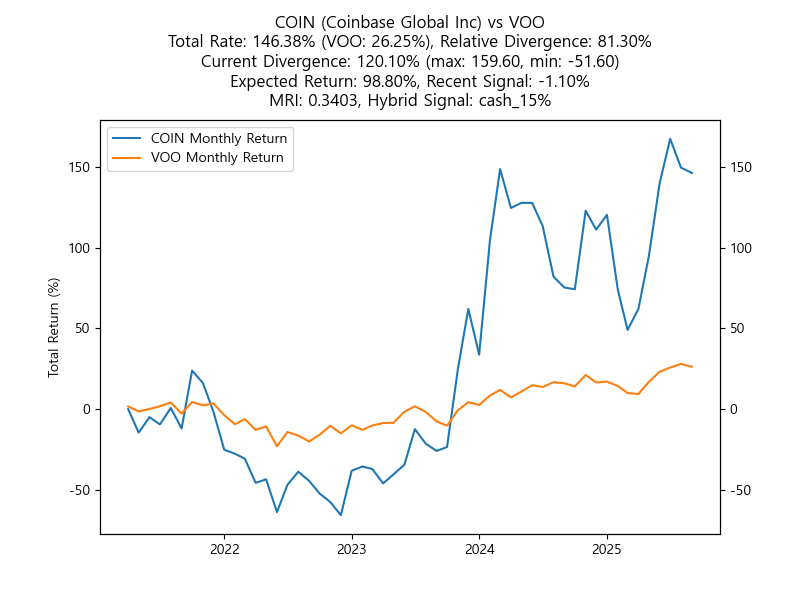 COIN (Coinbase Global Inc) vs VOO
Total Rate: 146.38% (VOO: 26.25%), Relative Divergence: 81.30%
Current Divergence: 120.10% (max: 159.60, min: -51.60)
Expected Return: 98.80%, Recent Signal: -1.10%
MRI: 0.3403, Hybrid Signal: cash_15%
COIN Monthly Return
VOO Monthly Return
Total Return (%)
150
100
50
0
-50
150
100
50
0
-50
2022
2023
2024
2025